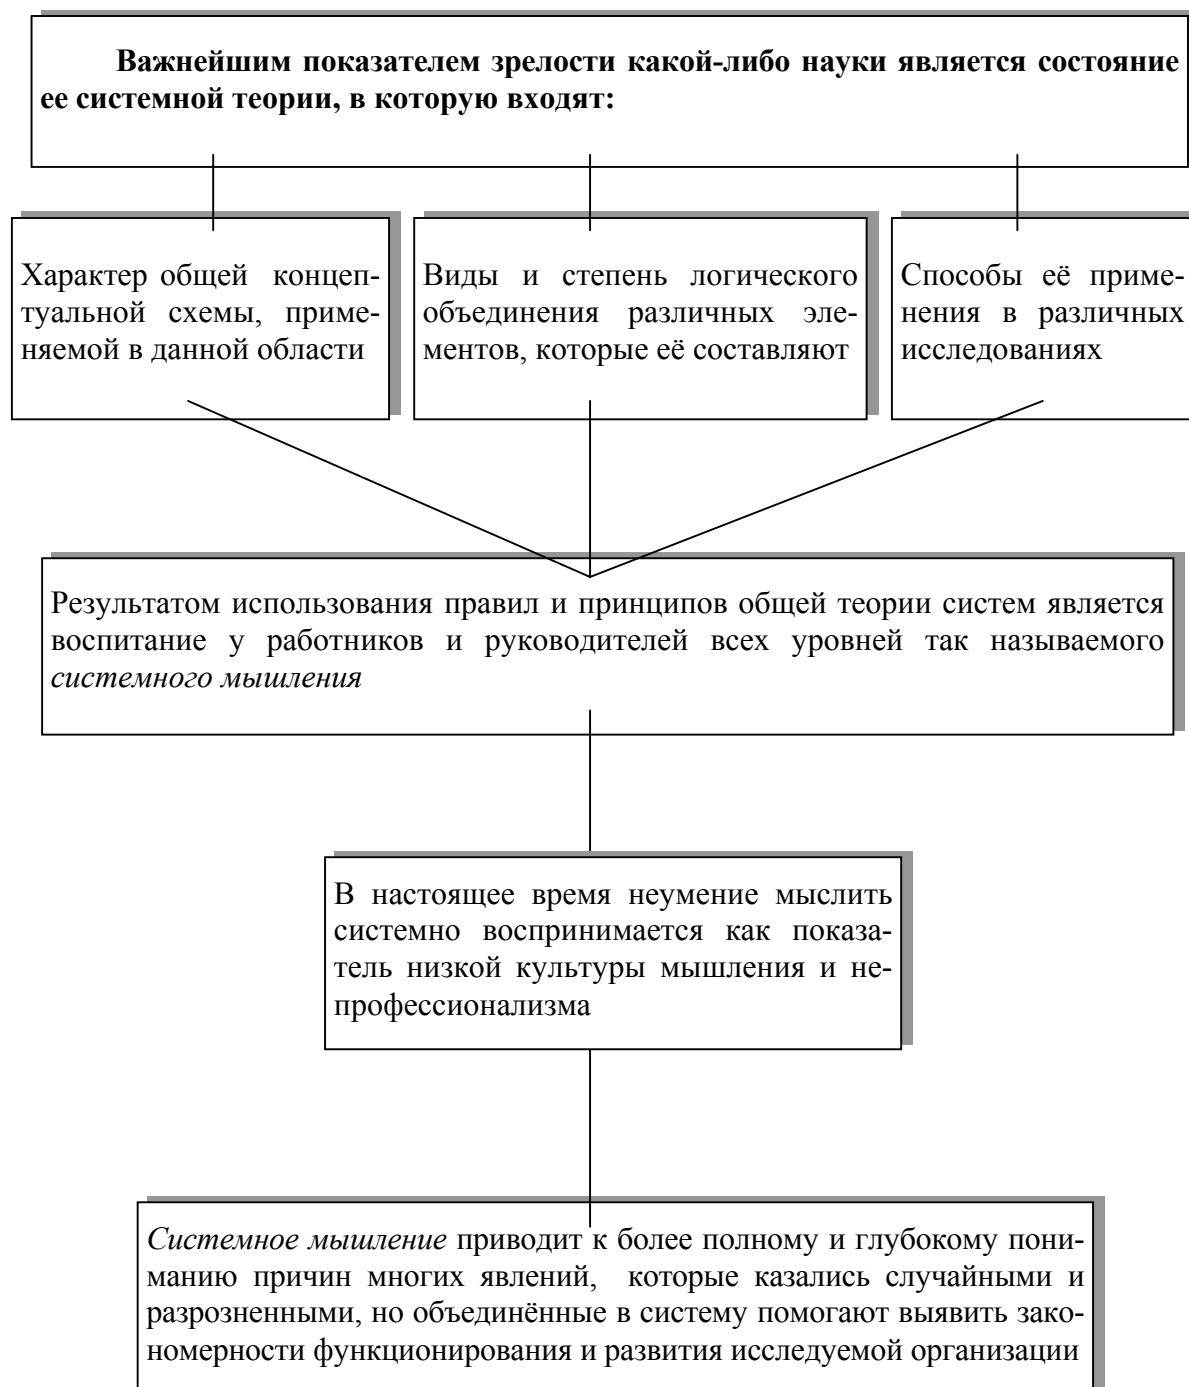 Важнейшим показателем зрелости какой-либо науки является состояние
ее системной теории, в которую входят:
Характер общей концеп-
туальной схемы, приме-
няемой в данной области
Виды и степень логического
объединения различных эле-
ментов, которые её составляют
Способы её приме-
нения в различных
исследованиях
Результатом использования правил и принципов общей теории систем является
воспитание у работников и руководителей всех уровней так называемого
системного мышления
В настоящее время неумение мыслить
системно воспринимается как показа-
тель низкой культуры мышления и не-
профессионализма
Системное мышление приводит к более полному и глубокому пони-
манию причин многих явлений, которые казались случайными и
разрозненными, но объединённые в систему помогают выявить зако-
номерности функционирования и развития исследуемой организации